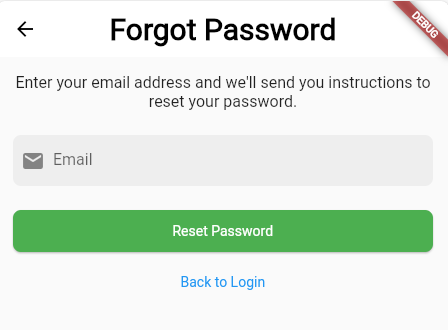 Forgot Password
DEBUG
Enter your email address and we'll send you instructions to
reset your password.
Email
Reset Password
Back to Login